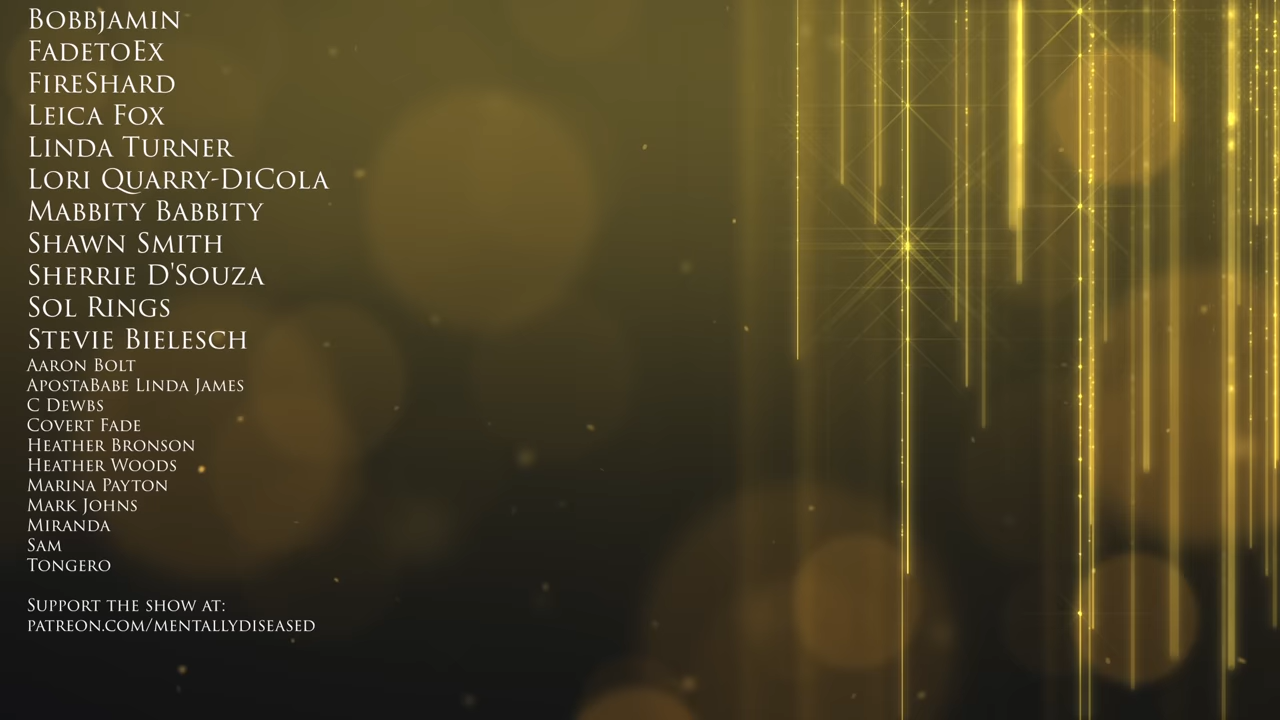 Bobbjamin
FadetoEx
FireShard
Leica Fox
Linda Turner
Lori Quarry-DiCola
Mabbity Babbity
Shawn Smith
Sherrie D'Souza
Sol Rings
Stevie Bielesch
Aaron Bolt
ApostaBabe Linda James
C Dewbs
Covert Fade
Heather Bronson
Heather Woods
Marina Payton
Mark Johns
Miranda
Sam
Tongero
Support the show at:
patreon.com/mentallydiseased